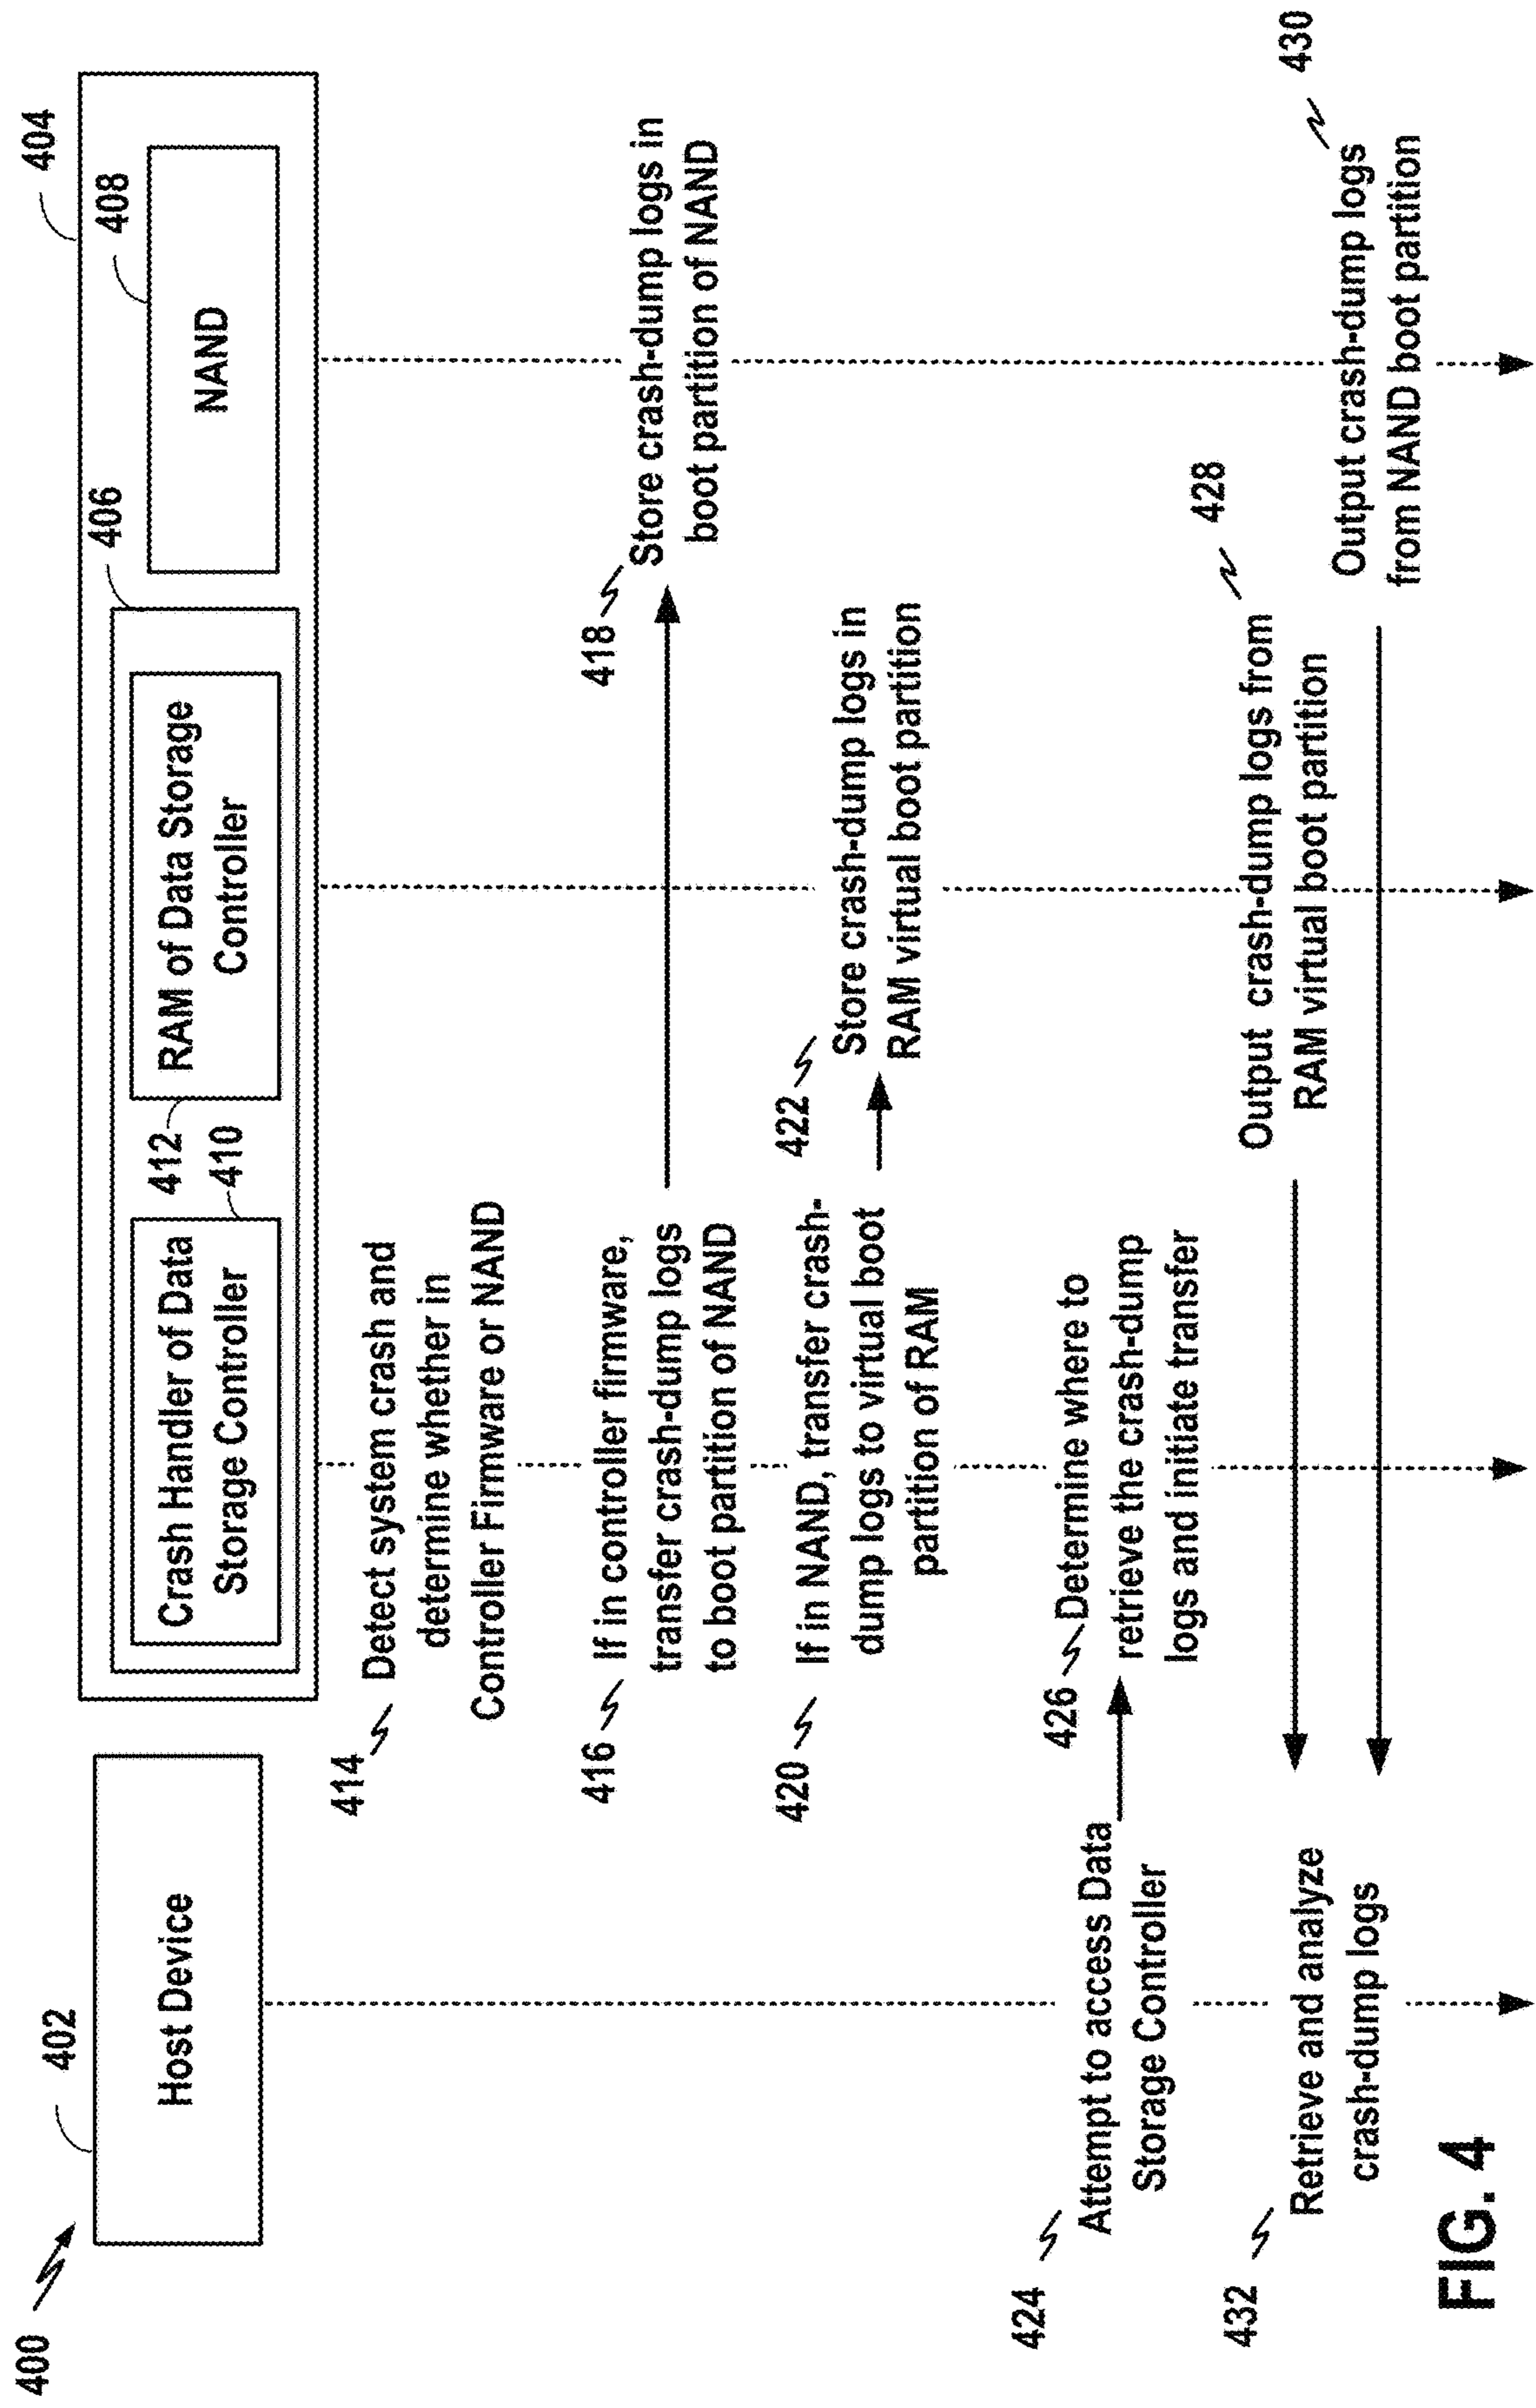 400
402
404
Host Device
406
408
Crash Handler of Data
Storage Controller
RAM of Data Storage
Controller
NAND
412
410
414
Detect system crash and
determine whether in
Controller Firmware or NAND
416
If in controller firmware,
transfer crash-dump logs
to boot partition of NAND
418
Store crash-dump logs in
boot partition of NAND
420
If in NAND, transfer crash-
dump logs to virtual boot
partition of RAM
422
Store crash-dump logs in
RAM virtual boot partition
424
Attempt to access Data
Storage Controller
426
Determine where to
retrieve the crash-dump
logs and initiate transfer
428
Output crash-dump logs from
RAM virtual boot partition
430
Output crash-dump logs
from NAND boot partition
432
Retrieve and analyze
crash-dump logs
FIG. 4